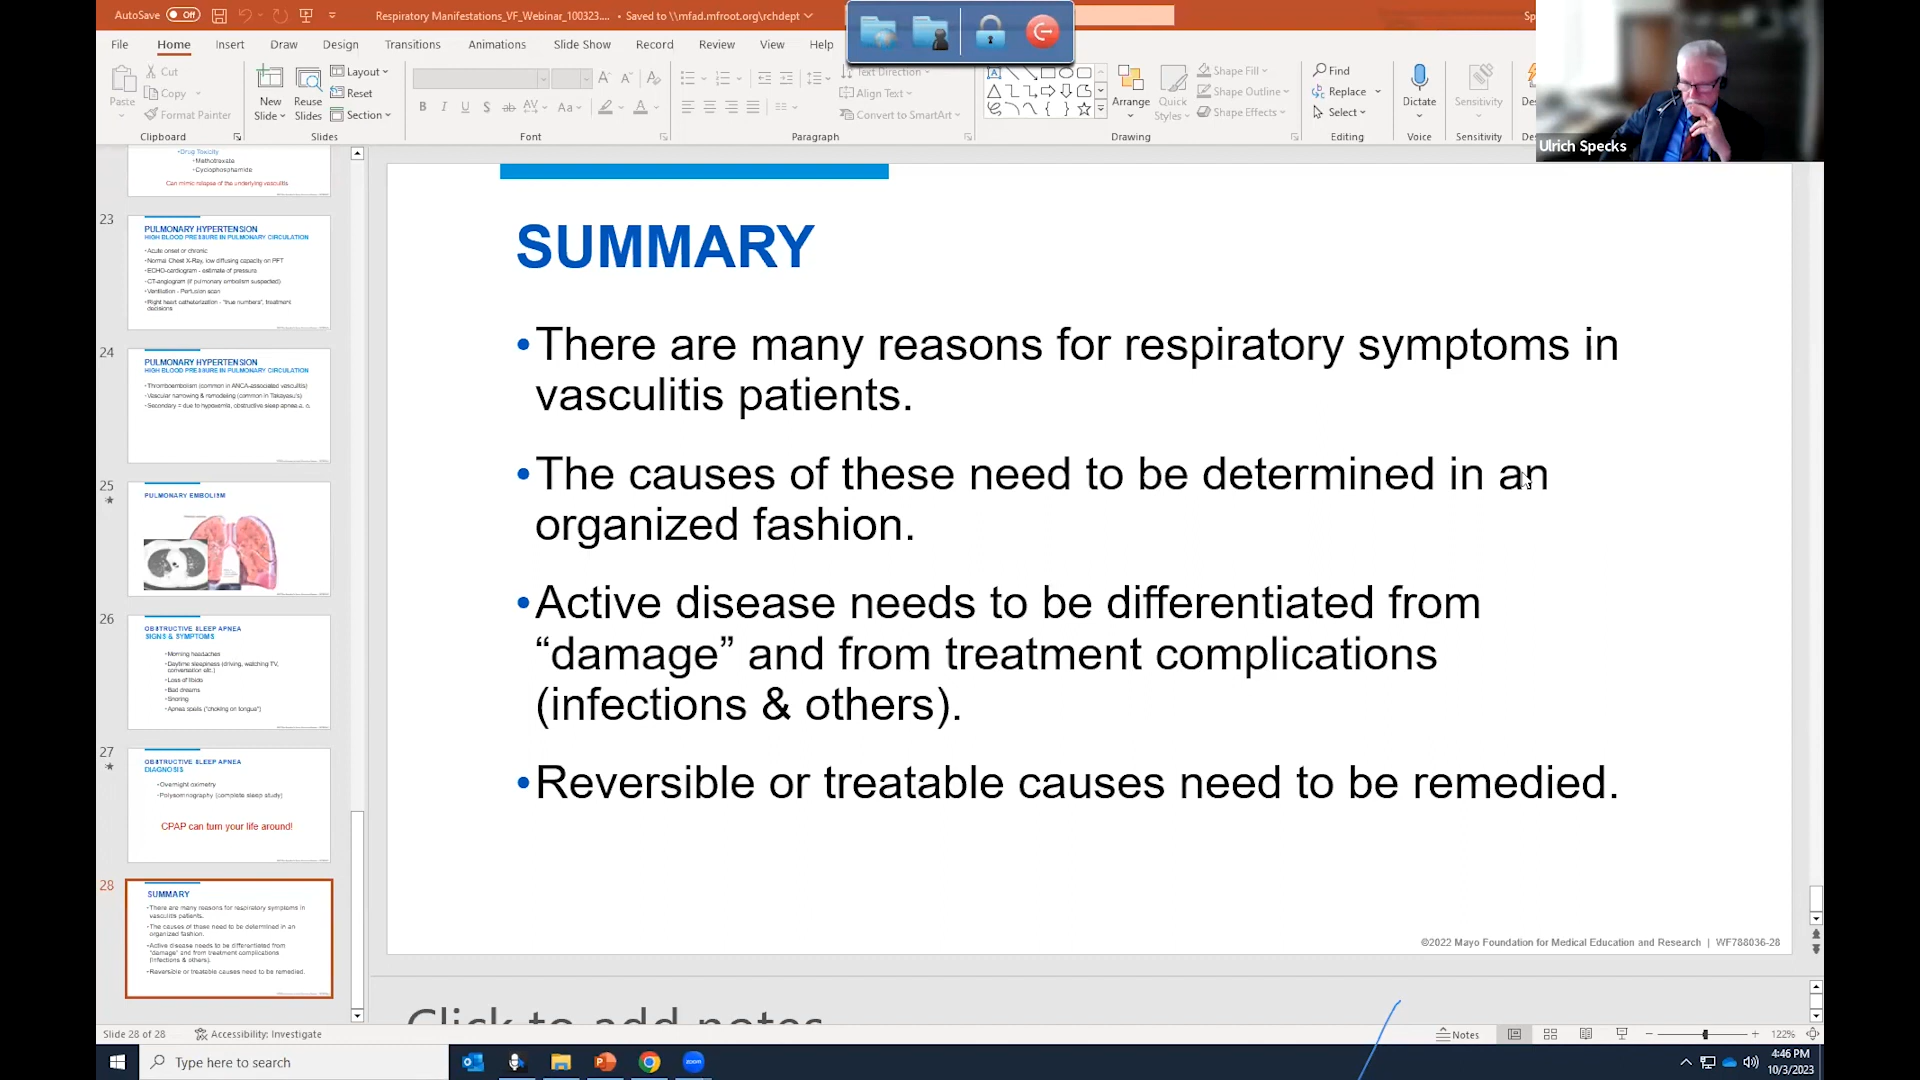 AutoSave Off
Respiratory Manifestations_VF_Webinar_100323.... • Saved to \\mfad.mfroot.org\rchdept
File Home Insert Draw Design Transitions Animations Slide Show Record Review View Help
Paste
Cut
Copy
Format Painter
Clipboard
New Slide
Reuse Slides
Layout
Reset
Section
Slides
B I U S ab AV Aa A
Font
Text Direction
Align Text
Convert to SmartArt
Paragraph
Arrange
Quick Styles
Shape Fill
Shape Outline
Shape Effects
Drawing
Find
Replace
Select
Editing
Dictate
Voice
Sensitivity
Sensitivity
Ulrich Specks
•Drug Toxicity
•Methotrexate
•Cyclophosphamide
Can mimic relapse of the underlying vasculitis
23
PULMONARY HYPERTENSION
HIGH BLOOD PRESSURE IN PULMONARY CIRCULATION
•Acute onset or chronic
•Normal Chest X-Ray, low diffusing capacity on PFT
•ECHO-cardiogram - estimate of pressure
•CT-angiogram (if pulmonary embolism suspected)
•Ventilation - Perfusion scan
•Right heart catheterization - "true numbers", treatment
decisions
24
PULMONARY HYPERTENSION
HIGH BLOOD PRESSURE IN PULMONARY CIRCULATION
•Thromboembolism (common in ANCA-associated vasculitis)
•Vascular narrowing & remodeling (common in Takayasu's)
•Secondary = due to hypoxemia, obstructive sleep apnea a. o.
25
PULMONARY EMBOLISM
26
OBSTRUCTIVE SLEEP APNEA
SIGNS & SYMPTOMS
•Morning headaches
•Daytime sleepiness (driving, watching TV,
conversation etc.)
•Loss of libido
•Bad dreams
•Snoring
•Apnea spells ("choking on tongue")
27
OBSTRUCTIVE SLEEP APNEA
DIAGNOSIS
•Overnight oximetry
•Polysomnography (complete sleep study)
CPAP can turn your life around!
28
SUMMARY
•There are many reasons for respiratory symptoms in
vasculitis patients.
•The causes of these need to be determined in an
organized fashion.
•Active disease needs to be differentiated from
"damage" and from treatment complications
(infections & others).
•Reversible or treatable causes need to be remedied.
SUMMARY
•There are many reasons for respiratory symptoms in
vasculitis patients.
•The causes of these need to be determined in an
organized fashion.
•Active disease needs to be differentiated from
“damage” and from treatment complications
(infections & others).
•Reversible or treatable causes need to be remedied.
©2022 Mayo Foundation for Medical Education and Research | WF788036-28
Click to add notes
Slide 28 of 28
Accessibility: Investigate
Notes
122%
Type here to search
zoom
4:46 PM
10/3/2023